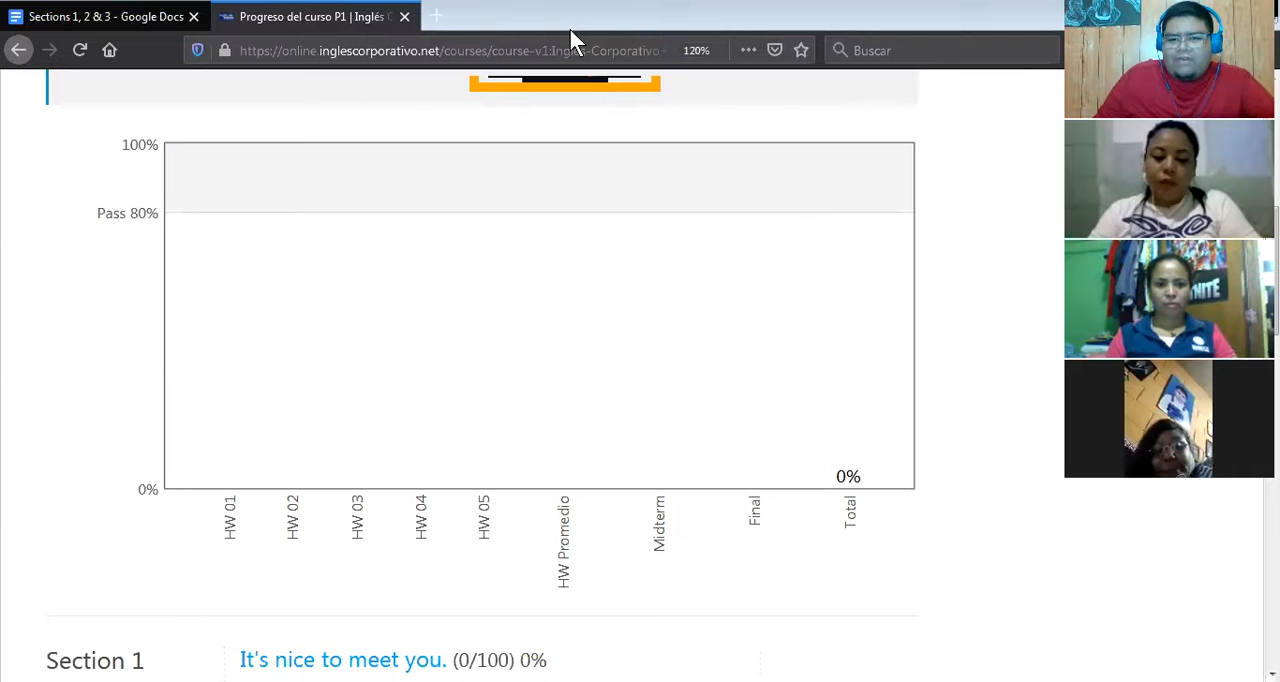 Sections 1, 2 & 3 - Google Docs
Progreso del curso P1 | Inglés C
https://online.inglescorporativo.net/courses/course-v1:Ingles-Corporativo+
120%
Buscar
100%
Pass 80%
0%
0%
HW 01
HW 02
HW 03
HW 04
HW 05
HW Promedio
Midterm
Final
Total
Section 1
It's nice to meet you. (0/100) 0%